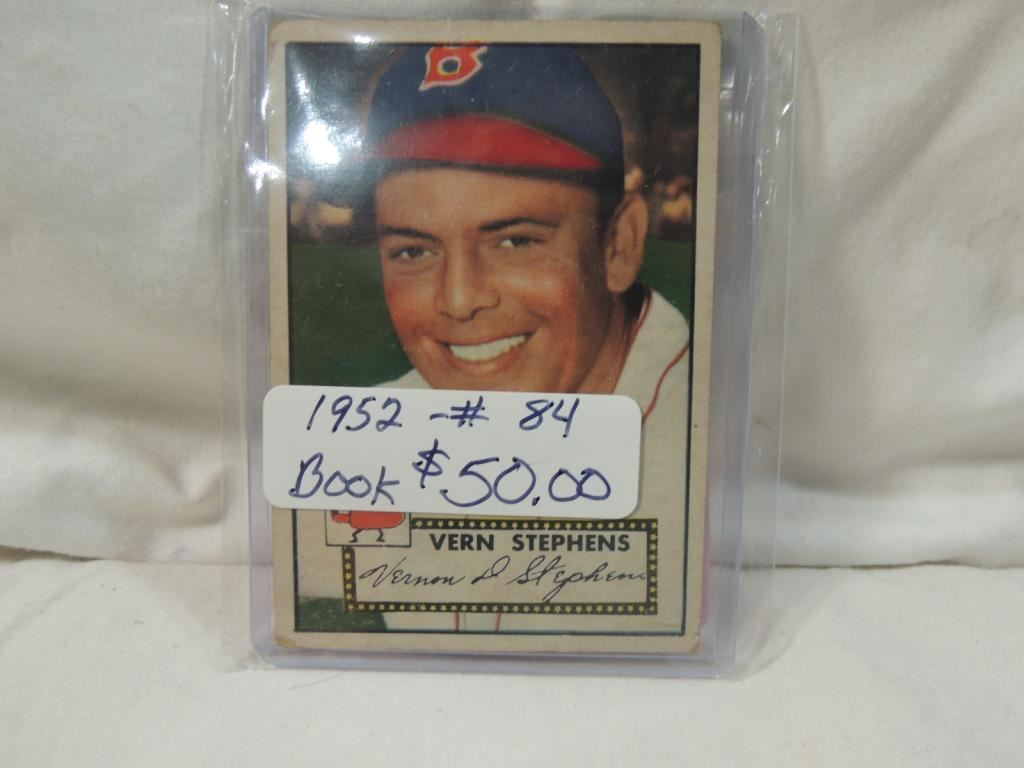 B
1952 - # 84
Book $50.00
VERN STEPHENS
Vernon D Stephens